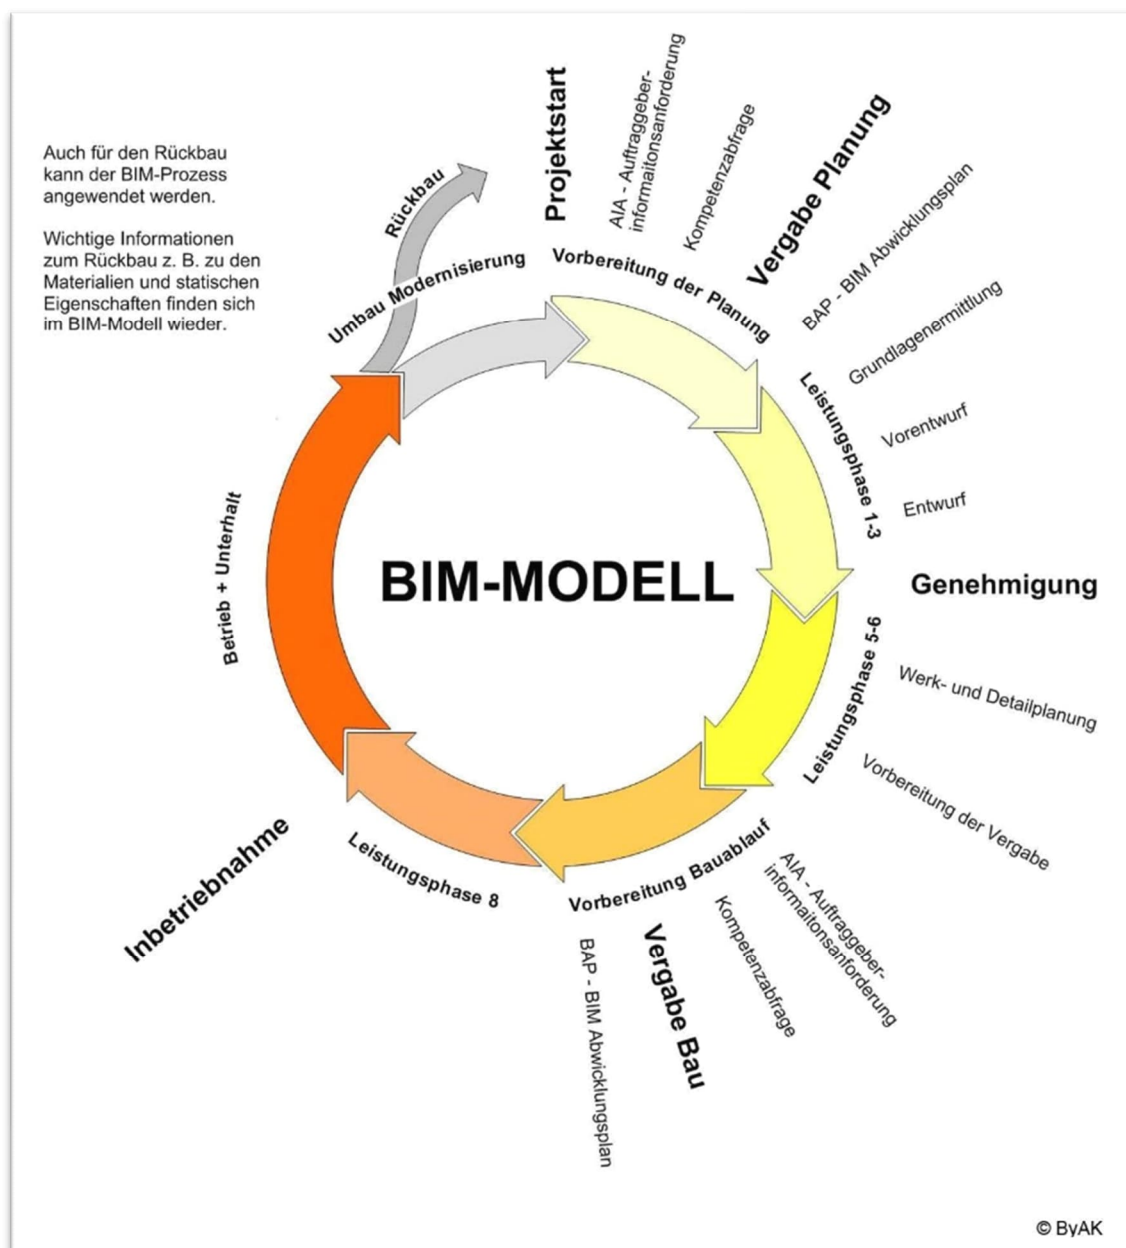 Auch für den Rückbau
kann der BIM-Prozess
angewendet werden.
Wichtige Informationen
zum Rückbau z. B. zu den
Materialien und statischen
Eigenschaften finden sich
im BIM-Modell wieder.
Rückbau
Umbau Modernisierung
Projektstart
Vorbereitung der Planung
AIA - Auftraggeber-
informaitonsanforderung
Kompetenzabfrage
Vergabe Planung
BAP - BIM Abwicklungsplan
Leistungsphase 1-3
Grundlagenermittlung
Vorentwurf
Entwurf
Genehmigung
BIM-MODELL
Leistungsphase 5-6
Werk- und Detailplanung
Vorbereitung der Vergabe
Vorbereitung Bauablauf
AIA - Auftraggeber-
informaitonsanforderung
Kompetenzabfrage
Vergabe Bau
BAP - BIM Abwicklungsplan
Leistungsphase 8
Inbetriebnahme
Betrieb + Unterhalt
© ByAK